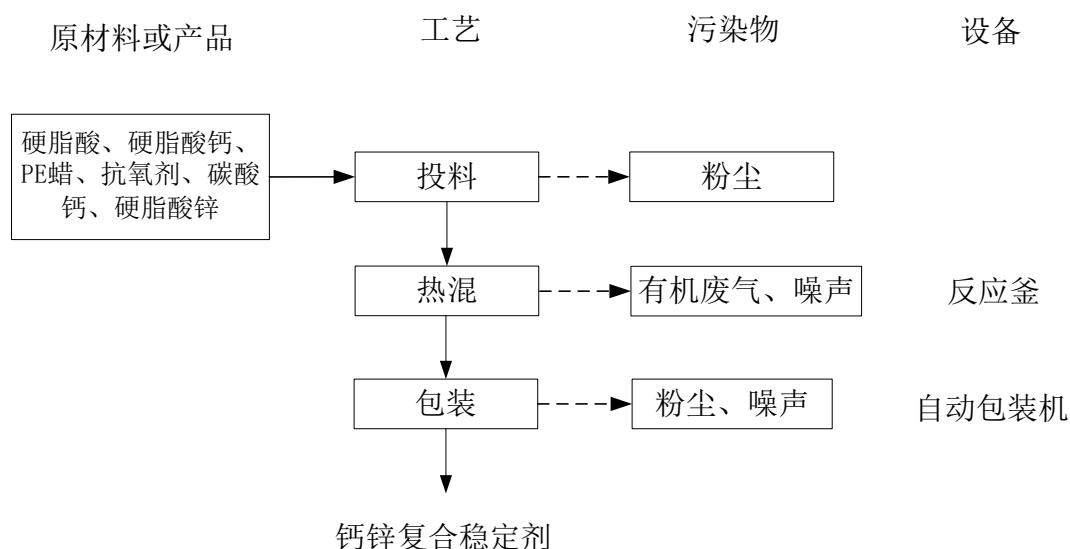 原材料或产品 工艺 污染物 设备
硬脂酸、硬脂酸钙、
PE蜡、抗氧剂、碳酸
钙、硬脂酸锌
投料 粉尘
热混 有机废气、噪声 反应釜
包装 粉尘、噪声 自动包装机
钙锌复合稳定剂